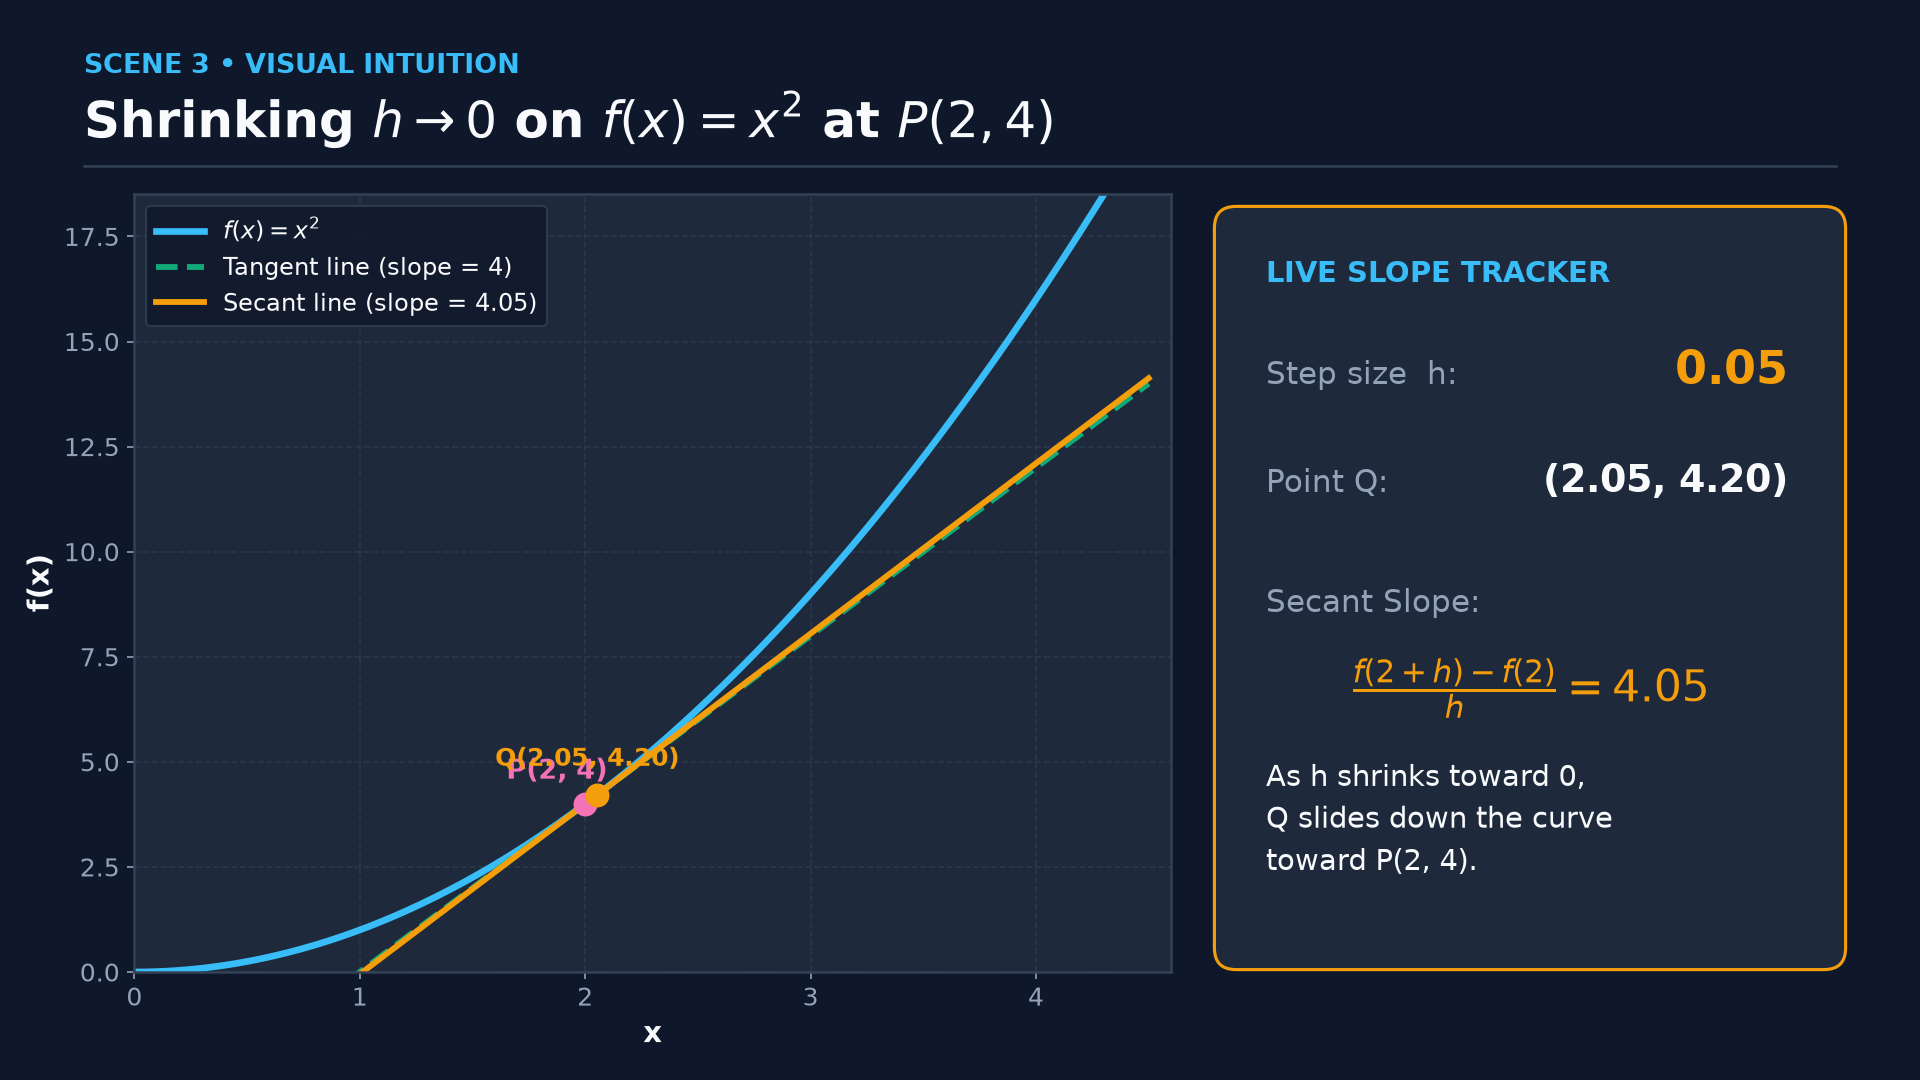 SCENE 3 • VISUAL INTUITION
Shrinking h → 0 on f(x) = x² at P(2, 4)
f(x) = x²
Tangent line (slope = 4)
Secant line (slope = 4.05)
17.5
15.0
12.5
10.0
7.5
5.0
2.5
0.0
f(x)
Q(2.05, 4.20)
P(2, 4)
0 1 2 3 4
x
LIVE SLOPE TRACKER
Step size h: 0.05
Point Q: (2.05, 4.20)
Secant Slope:
f(2 + h) − f(2)
h
= 4.05
As h shrinks toward 0,
Q slides down the curve
toward P(2, 4).